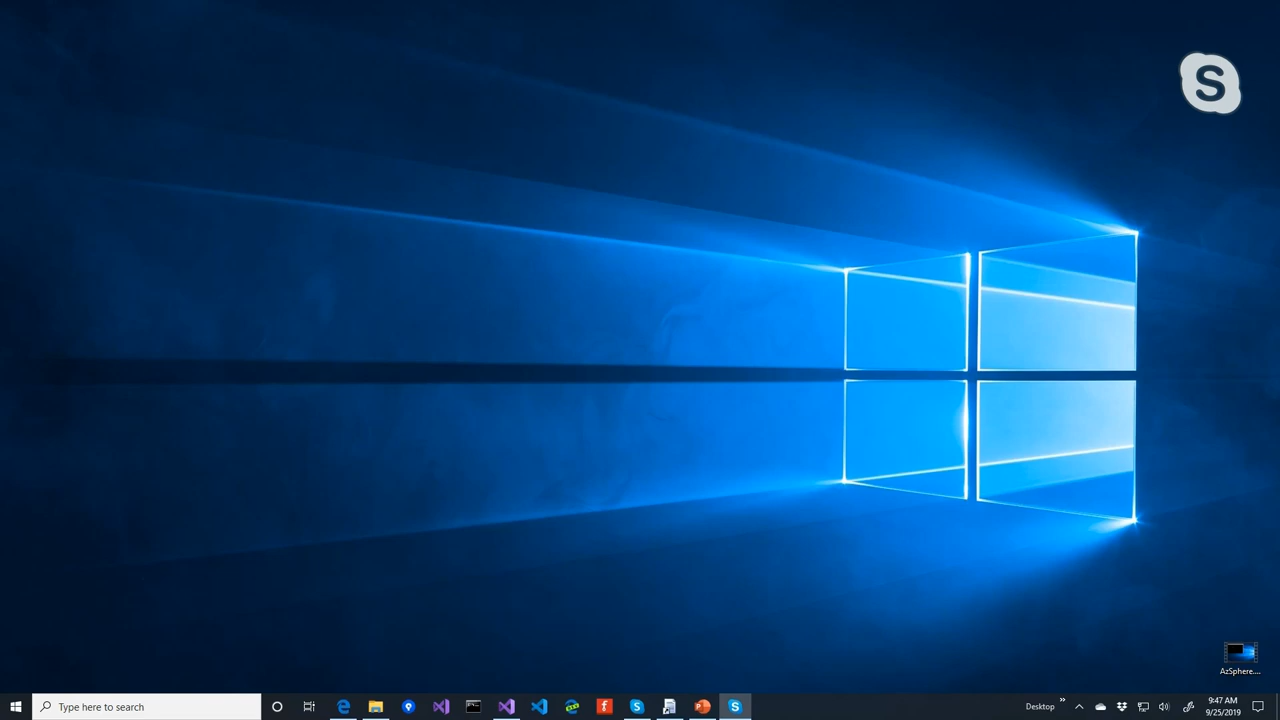 S
AzSphere....
Type here to search
Desktop
9:47 AM
9/25/2019